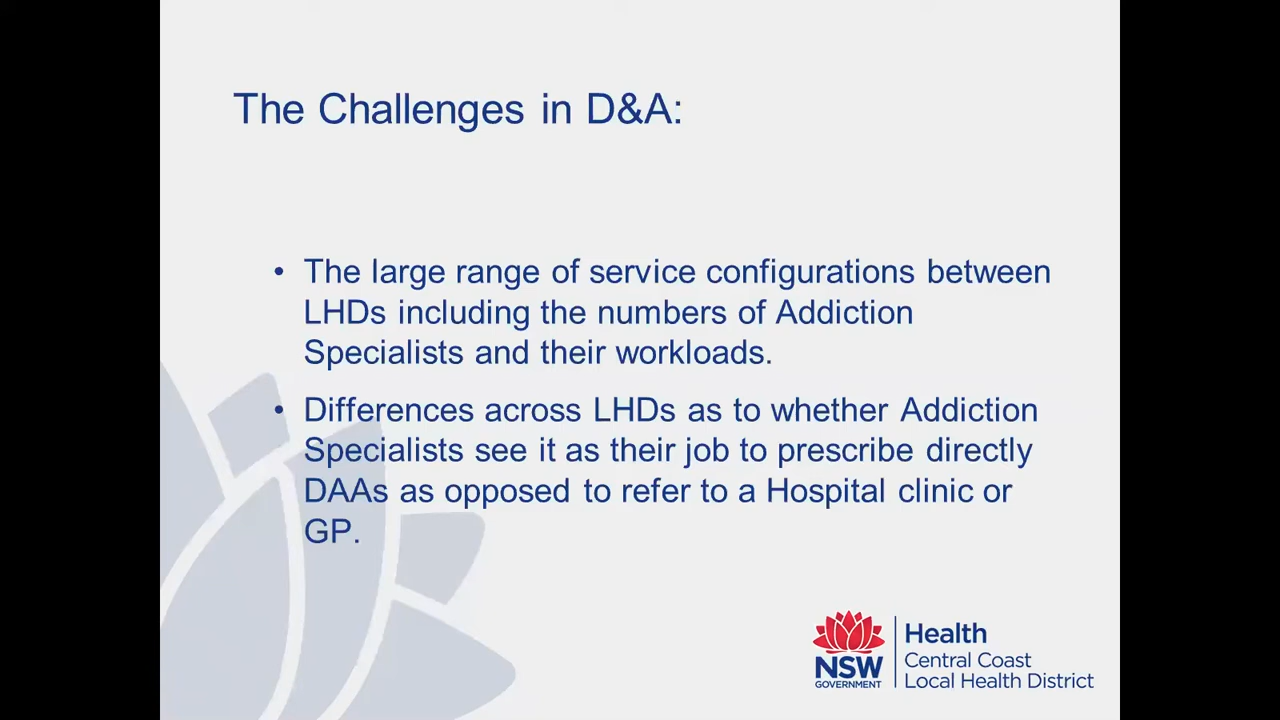 The Challenges in D&A:
• The large range of service configurations between
LHDs including the numbers of Addiction
Specialists and their workloads.
• Differences across LHDs as to whether Addiction
Specialists see it as their job to prescribe directly
DAAs as opposed to refer to a Hospital clinic or
GP.
NSW
GOVERNMENT
Health
Central Coast
Local Health District